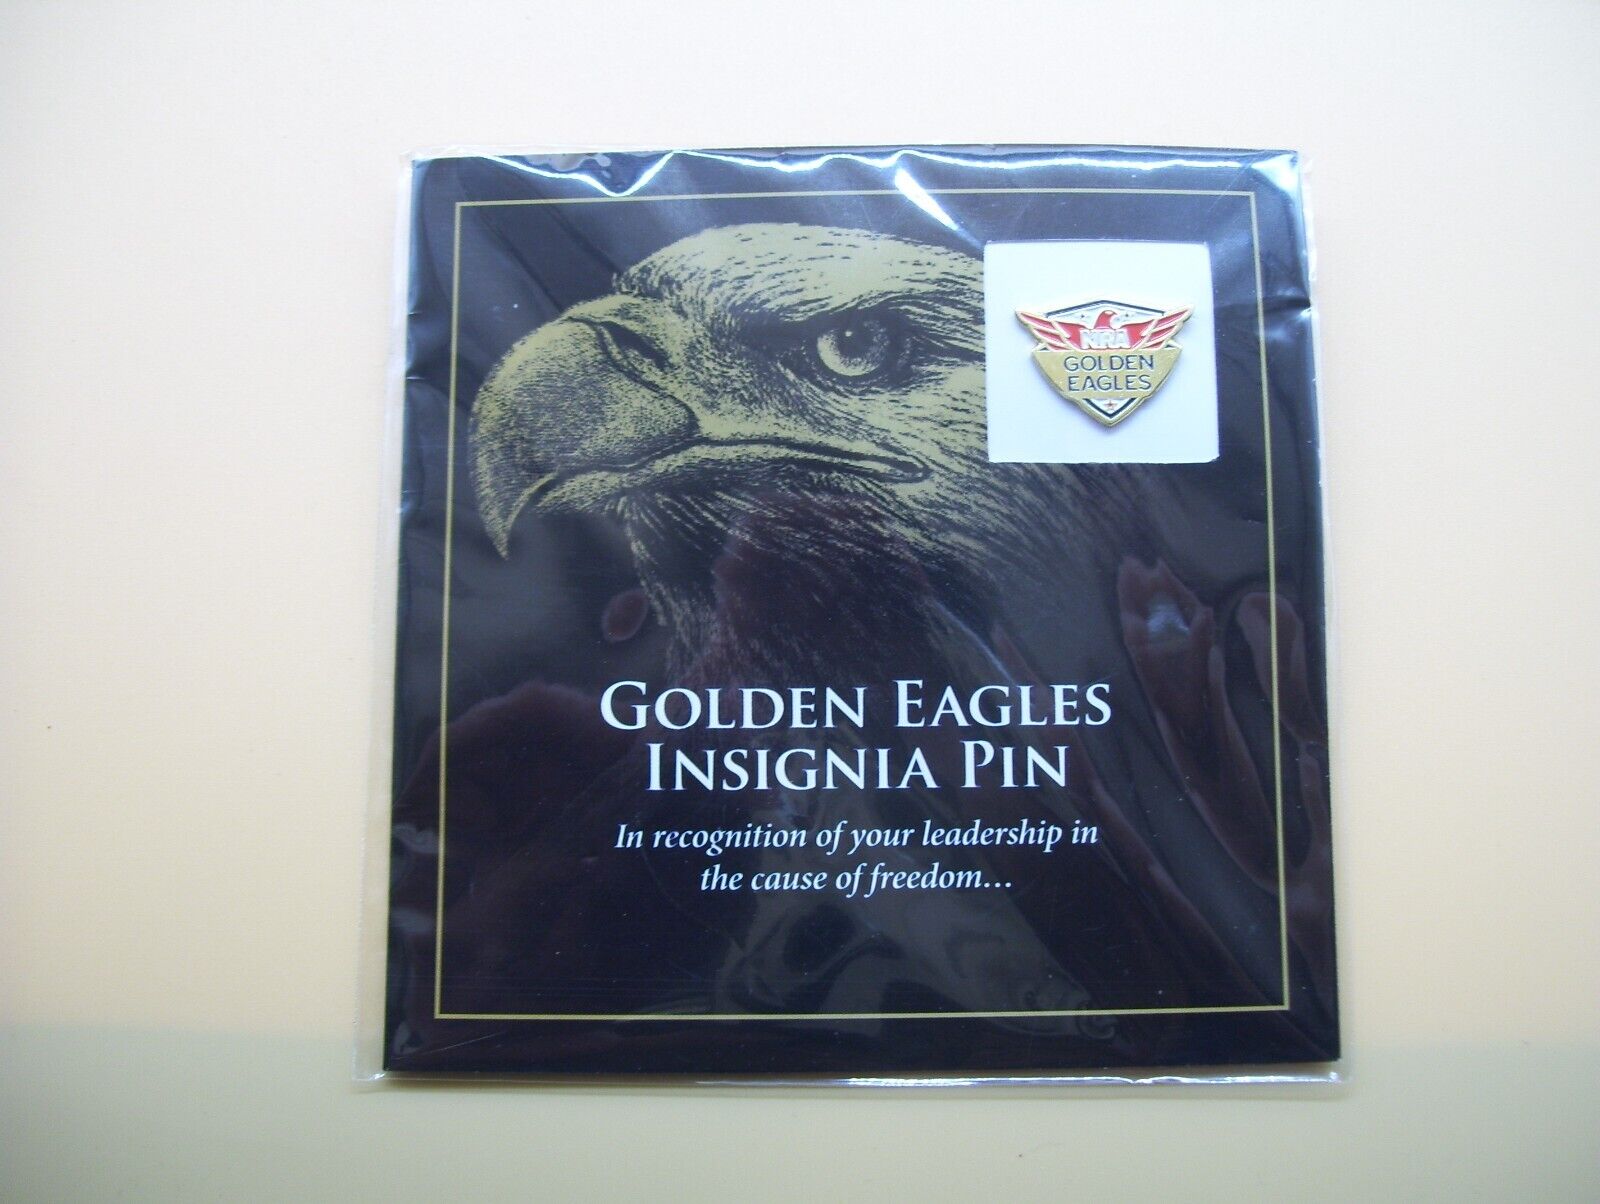 NRA
GOLDEN
EAGLES
GOLDEN EAGLES
INSIGNIA PIN
In recognition of your leadership in
the cause of freedom...